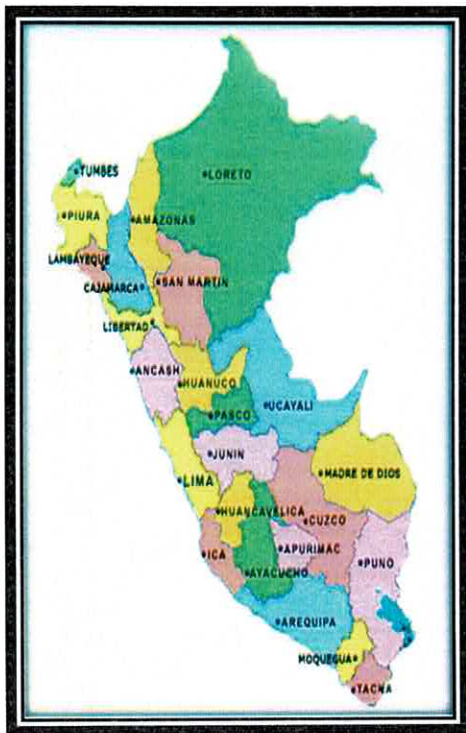 TUMBES
LORETO
PIURA
AMAZONAS
LAMBAYEQUE
CAJAMARCA
SAN MARTIN
LIBERTAD
ANCASH
HUANUCO
UCAYALI
PASCO
JUNIN
MADRE DE DIOS
LIMA
HUANCAVELICA
CUZCO
ICA
APURIMAC
PUNO
AYACUCHO
AREQUIPA
MOQUEGUA
TACNA